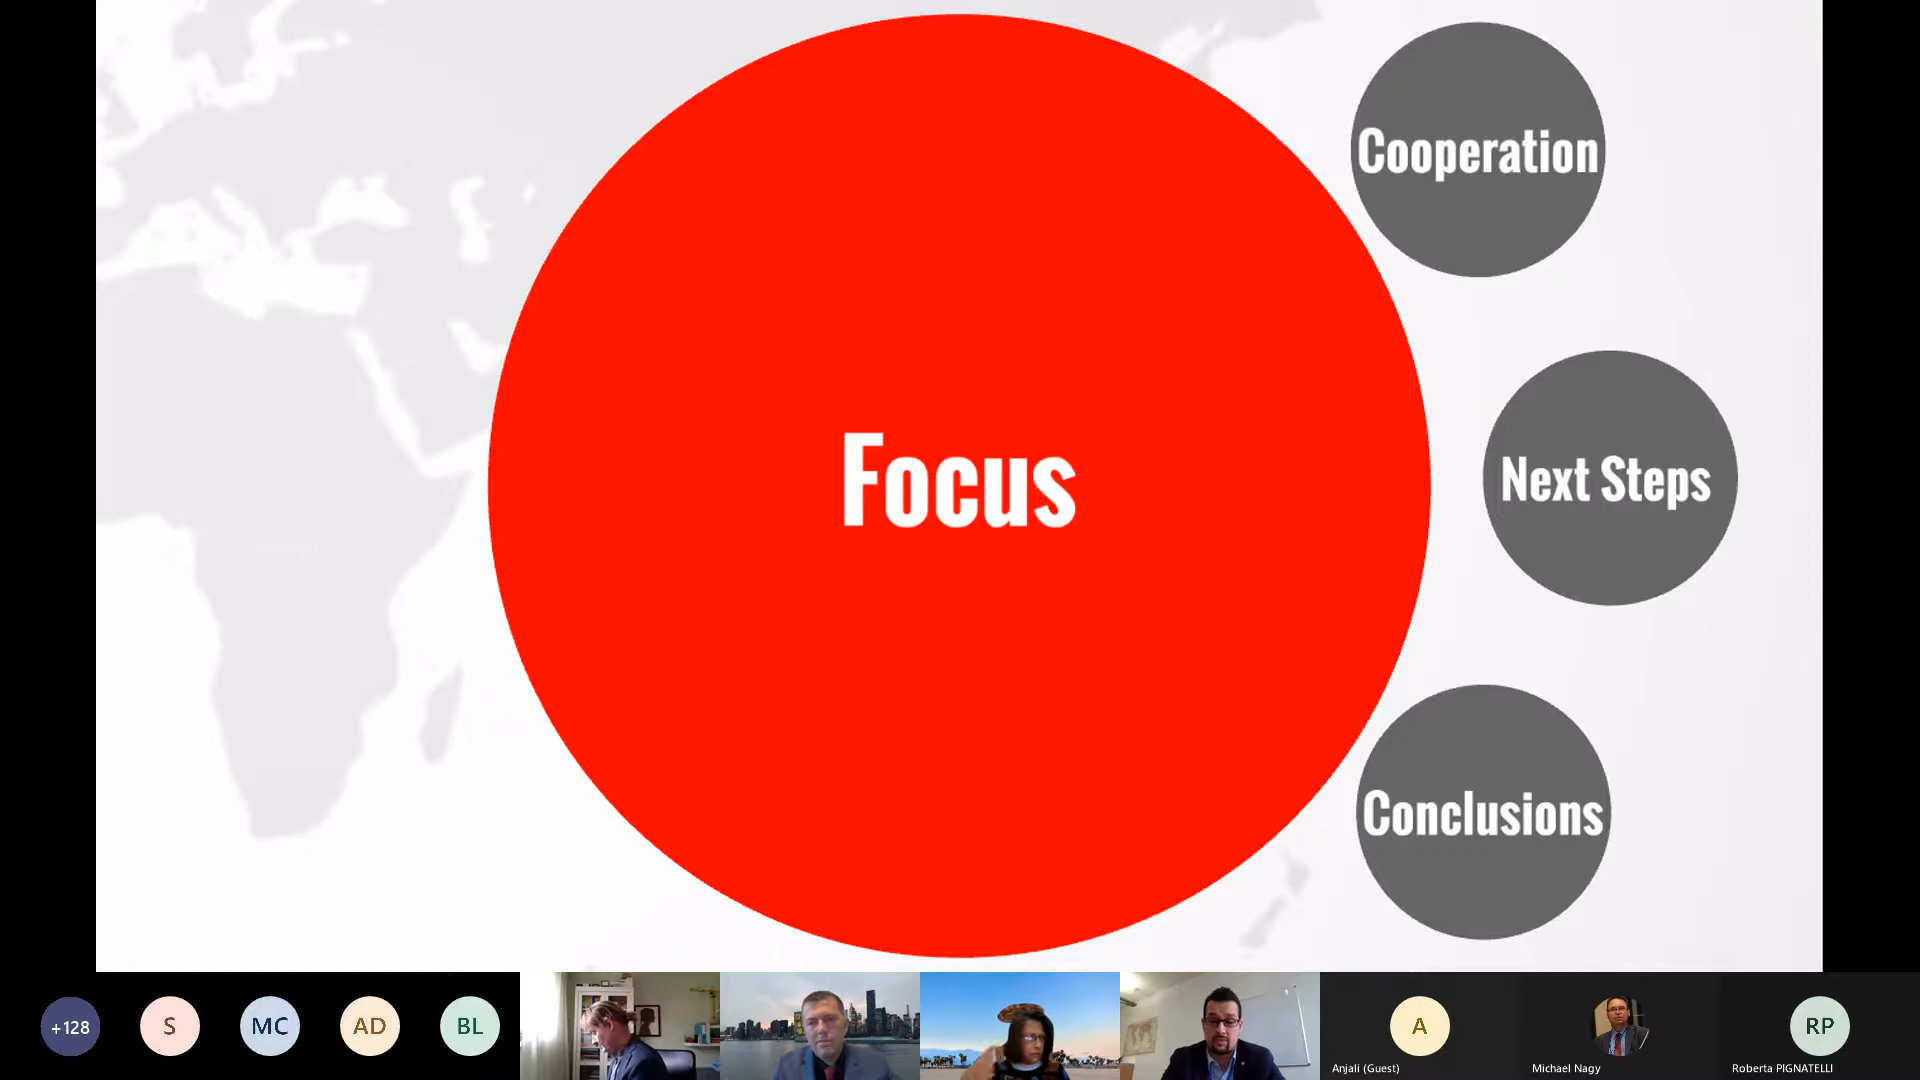 Cooperation
Focus
Next Steps
Conclusions
+128
S
MC
AD
BL
A
RP
Anjali (Guest)
Michael Nagy
Roberta PIGNATELLI